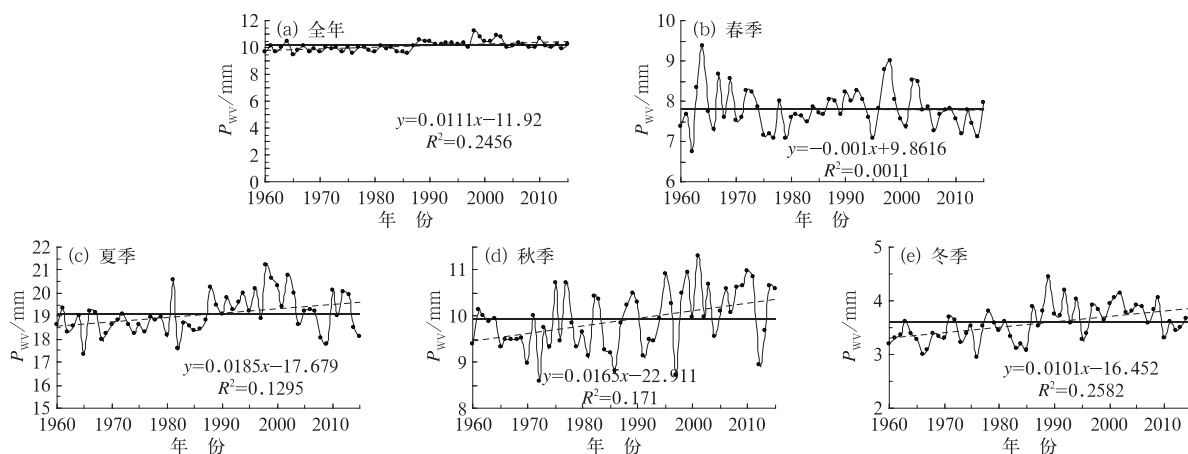 (a) 全年
P_WV/mm
12
10
8
6
4
2
0
y=0.0111x−11.92
R²=0.2456
1960 1970 1980 1990 2000 2010
年 份
(b) 春季
P_WV/mm
10
9
8
7
6
y=−0.001x+9.8616
R²=0.0011
1960 1970 1980 1990 2000 2010
年 份
(c) 夏季
P_WV/mm
22
21
20
19
18
17
16
15
y=0.0185x−17.679
R²=0.1295
1960 1970 1980 1990 2000 2010
年 份
(d) 秋季
P_WV/mm
11
10
9
8
y=0.0165x−22.911
R²=0.171
1960 1970 1980 1990 2000 2010
年 份
(e) 冬季
P_WV/mm
5
4
3
2
y=0.0101x−16.452
R²=0.2582
1960 1970 1980 1990 2000 2010
年 份